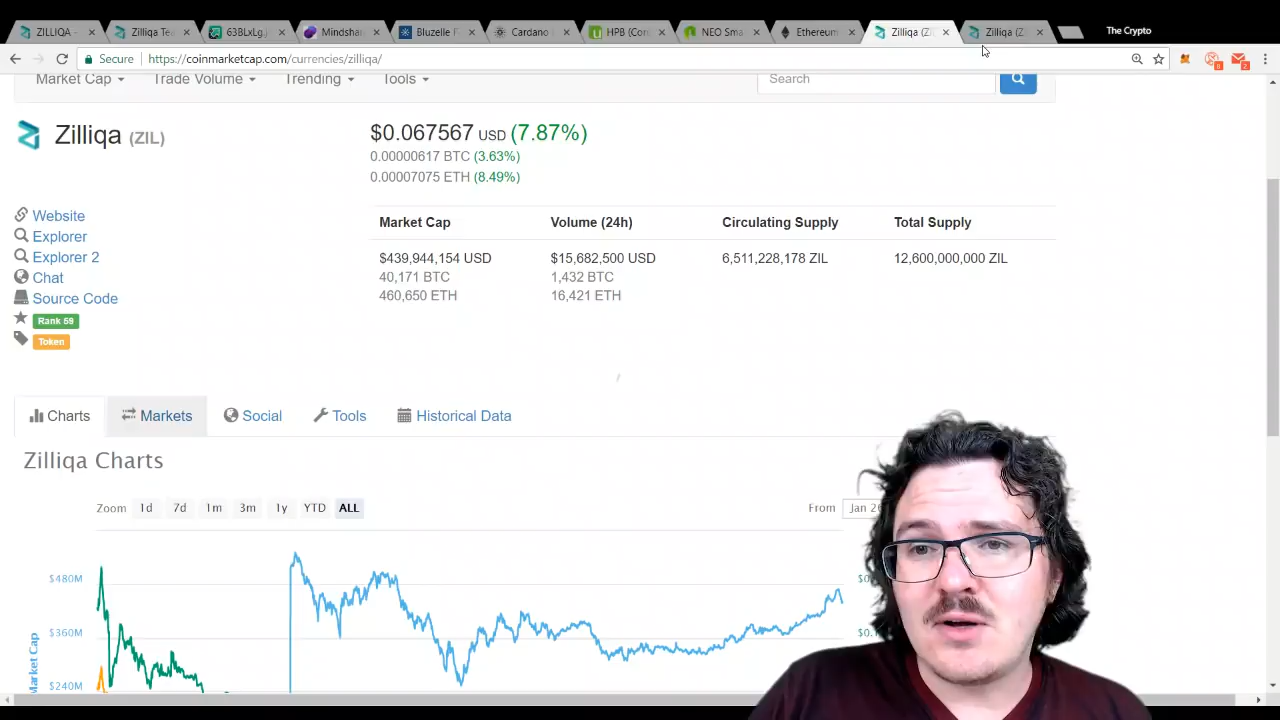 ZILLIQA -
Zilliqa Tea
63BLxLg.
Mindshar
Bluzelle F
Cardano (
HPB (Con
NEO Sma
Ethereum
Zilliqa (ZI
Zilliqa (Z
The Crypto
Secure
https://coinmarketcap.com/currencies/zilliqa/
Market Cap
Trade Volume
Trending
Tools
Search
Zilliqa (ZIL)
$0.067567 USD (7.87%)
0.00000617 BTC (3.63%)
0.00007075 ETH (8.49%)
Website
Explorer
Explorer 2
Chat
Source Code
Rank 59
Token
Market Cap
Volume (24h)
Circulating Supply
Total Supply
$439,944,154 USD
$15,682,500 USD
6,511,228,178 ZIL
12,600,000,000 ZIL
40,171 BTC
1,432 BTC
460,650 ETH
16,421 ETH
Charts
Markets
Social
Tools
Historical Data
Zilliqa Charts
Zoom
1d
7d
1m
3m
1y
YTD
ALL
From
$480M
$360M
$240M
Market Cap